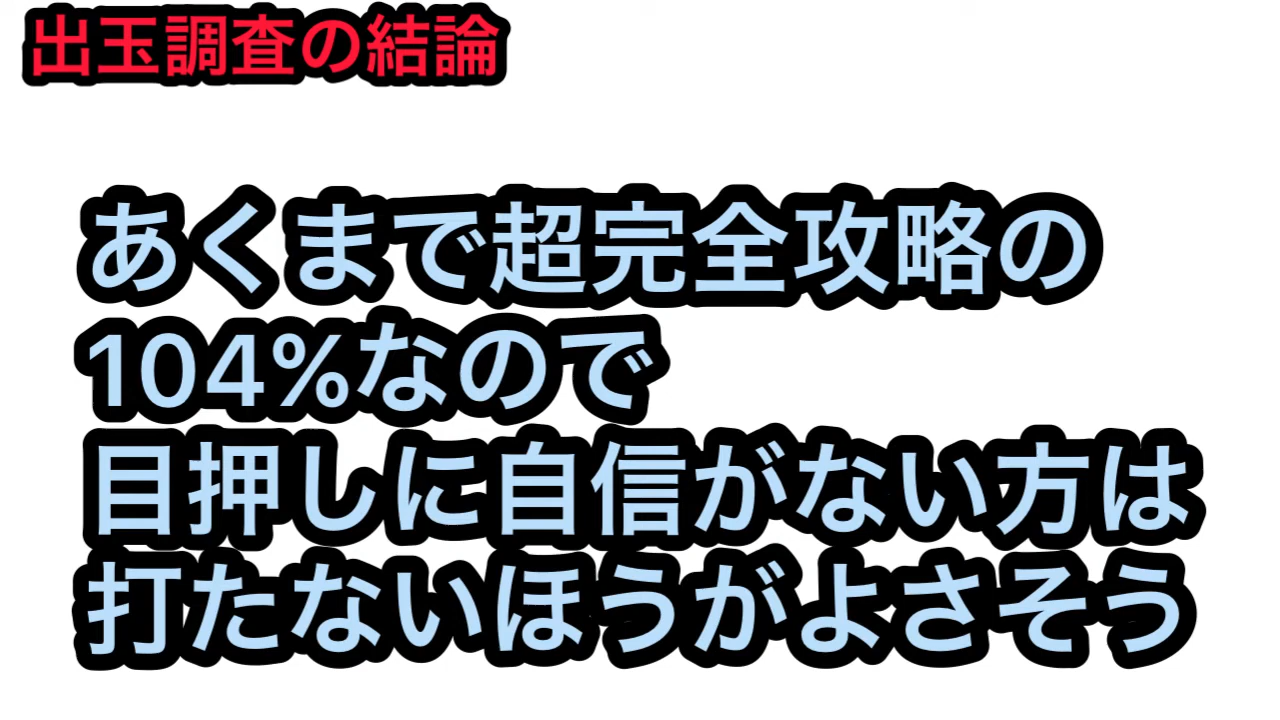 出玉調査の結論
あくまで超完全攻略の
104%なので
目押しに自信がない方は
打たないほうがよさそう